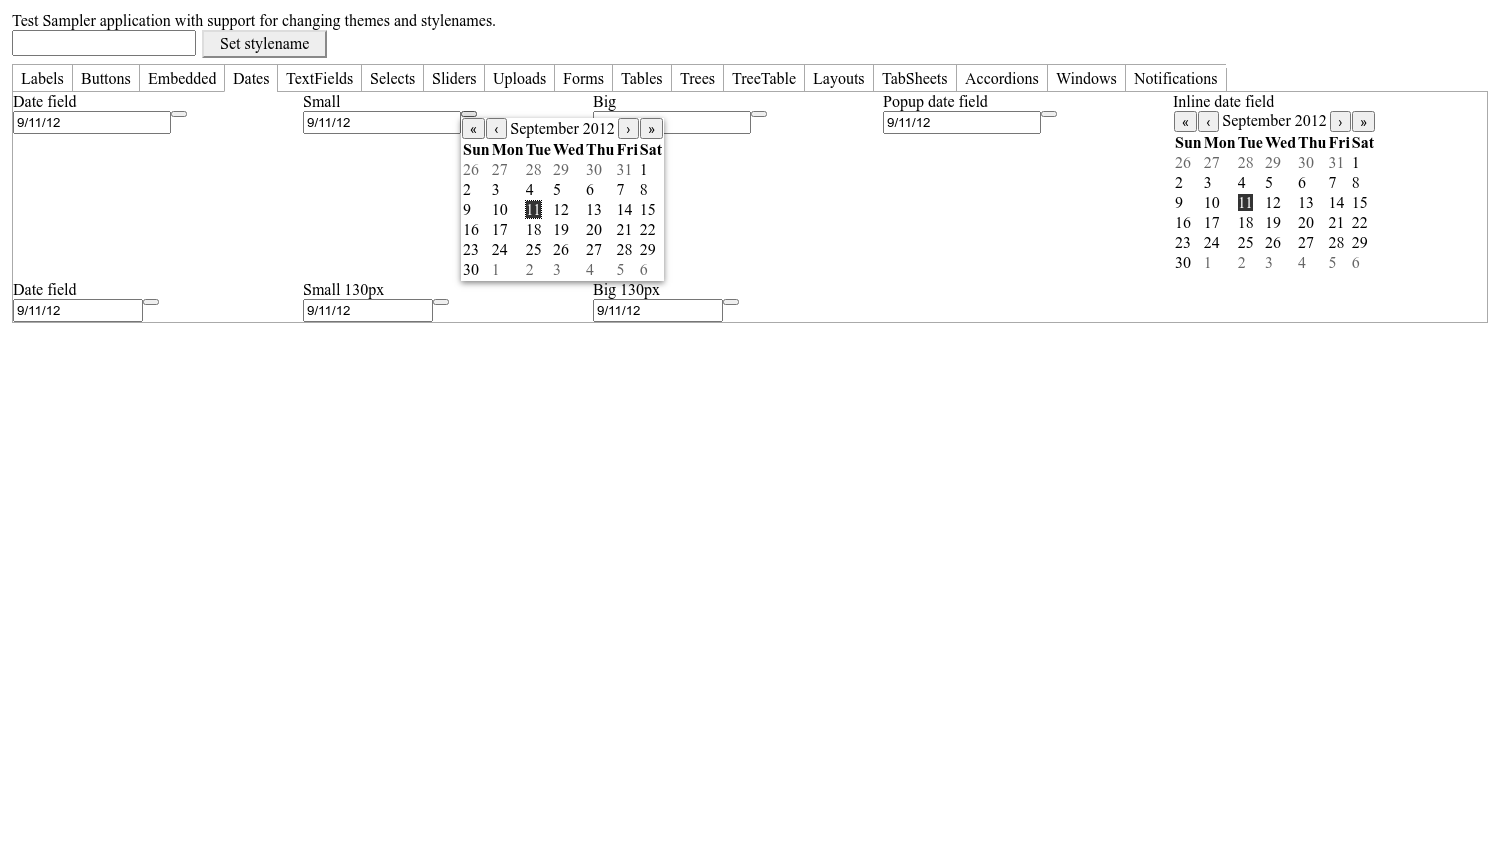 Test Sampler application with support for changing themes and stylenames.
Set stylename
Labels Buttons Embedded Dates TextFields Selects Sliders Uploads Forms Tables Trees TreeTable Layouts TabSheets Accordions Windows Notifications
Date field Small Big Popup date field Inline date field
9/11/12 9/11/12 9/11/12
« ‹ September 2012 › »
Sun Mon Tue Wed Thu Fri Sat
26 27 28 29 30 31 1
2 3 4 5 6 7 8
9 10 11 12 13 14 15
16 17 18 19 20 21 22
23 24 25 26 27 28 29
30 1 2 3 4 5 6
« ‹ September 2012 › »
Sun Mon Tue Wed Thu Fri Sat
26 27 28 29 30 31 1
2 3 4 5 6 7 8
9 10 11 12 13 14 15
16 17 18 19 20 21 22
23 24 25 26 27 28 29
30 1 2 3 4 5 6
Date field Small 130px Big 130px
9/11/12 9/11/12 9/11/12